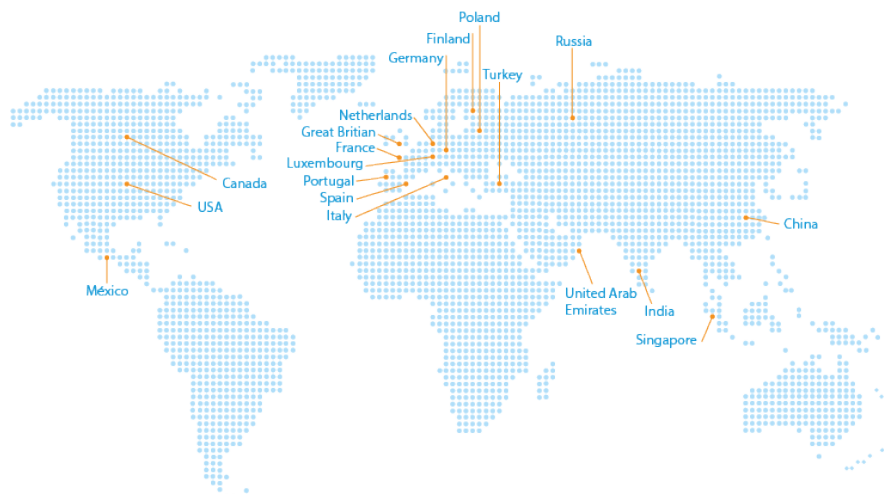 Poland
Finland
Russia
Germany
Turkey
Netherlands
Great Britian
France
Luxembourg
Canada
Portugal
Spain
USA
Italy
China
Mexico
United Arab
Emirates
India
Singapore